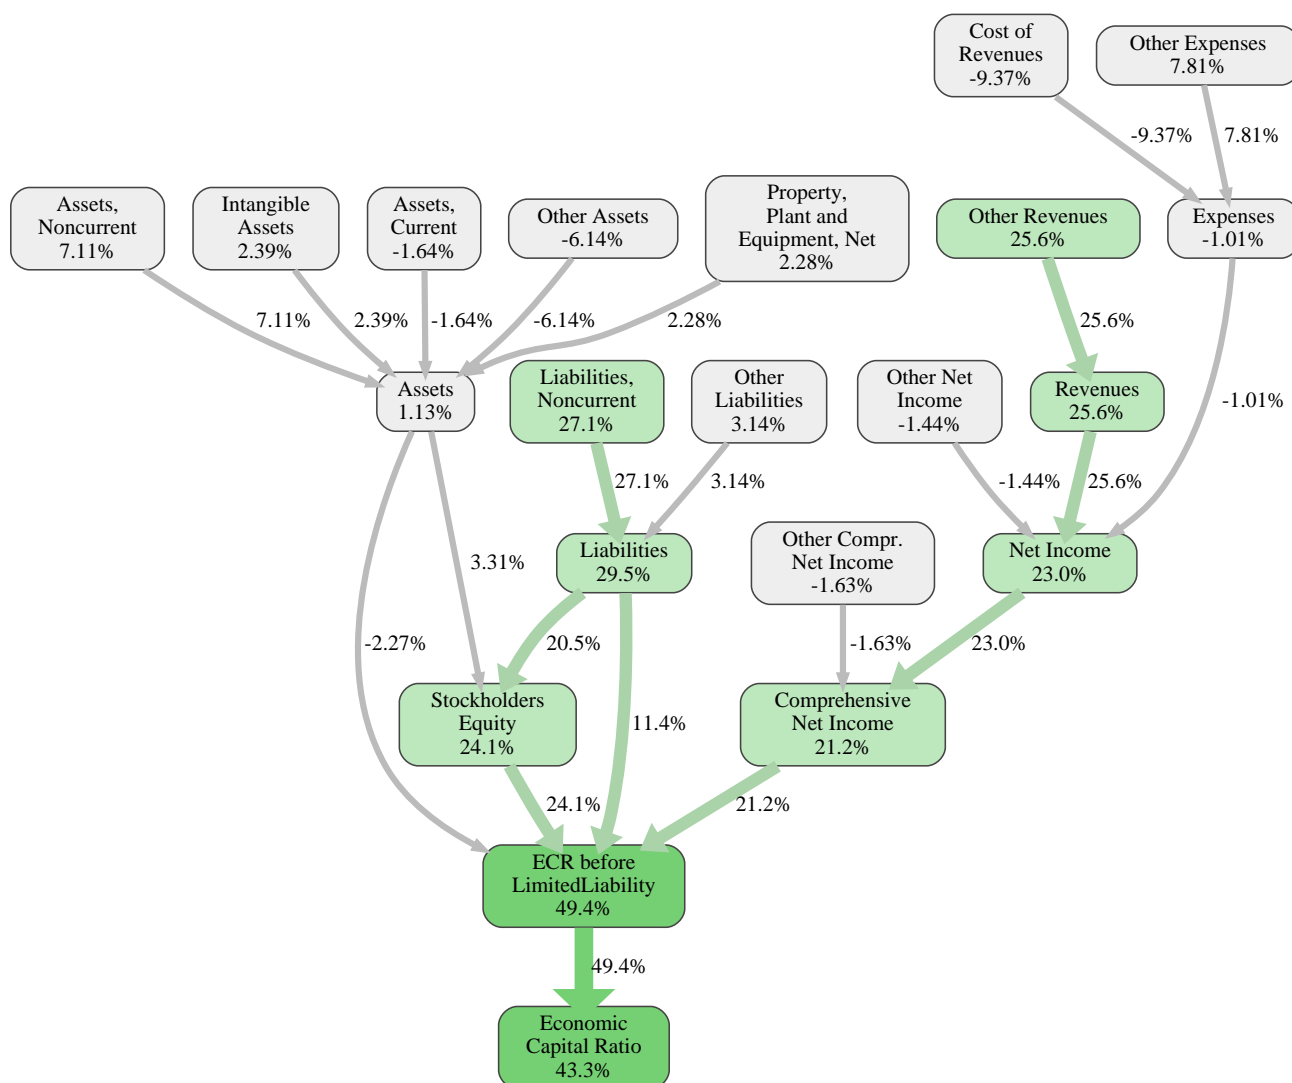 Cost of
Revenues
-9.37%
Other Expenses
7.81%
-9.37%
7.81%
Assets,
Noncurrent
7.11%
Intangible
Assets
2.39%
Assets,
Current
-1.64%
Other Assets
-6.14%
Property,
Plant and
Equipment, Net
2.28%
Other Revenues
25.6%
Expenses
-1.01%
7.11%
2.39%
-1.64%
-6.14%
2.28%
25.6%
-1.01%
Assets
1.13%
Liabilities,
Noncurrent
27.1%
Other
Liabilities
3.14%
Other Net
Income
-1.44%
Revenues
25.6%
27.1%
3.14%
-1.44%
25.6%
3.31%
-2.27%
Liabilities
29.5%
Other Compr.
Net Income
-1.63%
Net Income
23.0%
20.5%
11.4%
-1.63%
23.0%
Stockholders
Equity
24.1%
Comprehensive
Net Income
21.2%
24.1%
21.2%
ECR before
LimitedLiability
49.4%
49.4%
Economic
Capital Ratio
43.3%